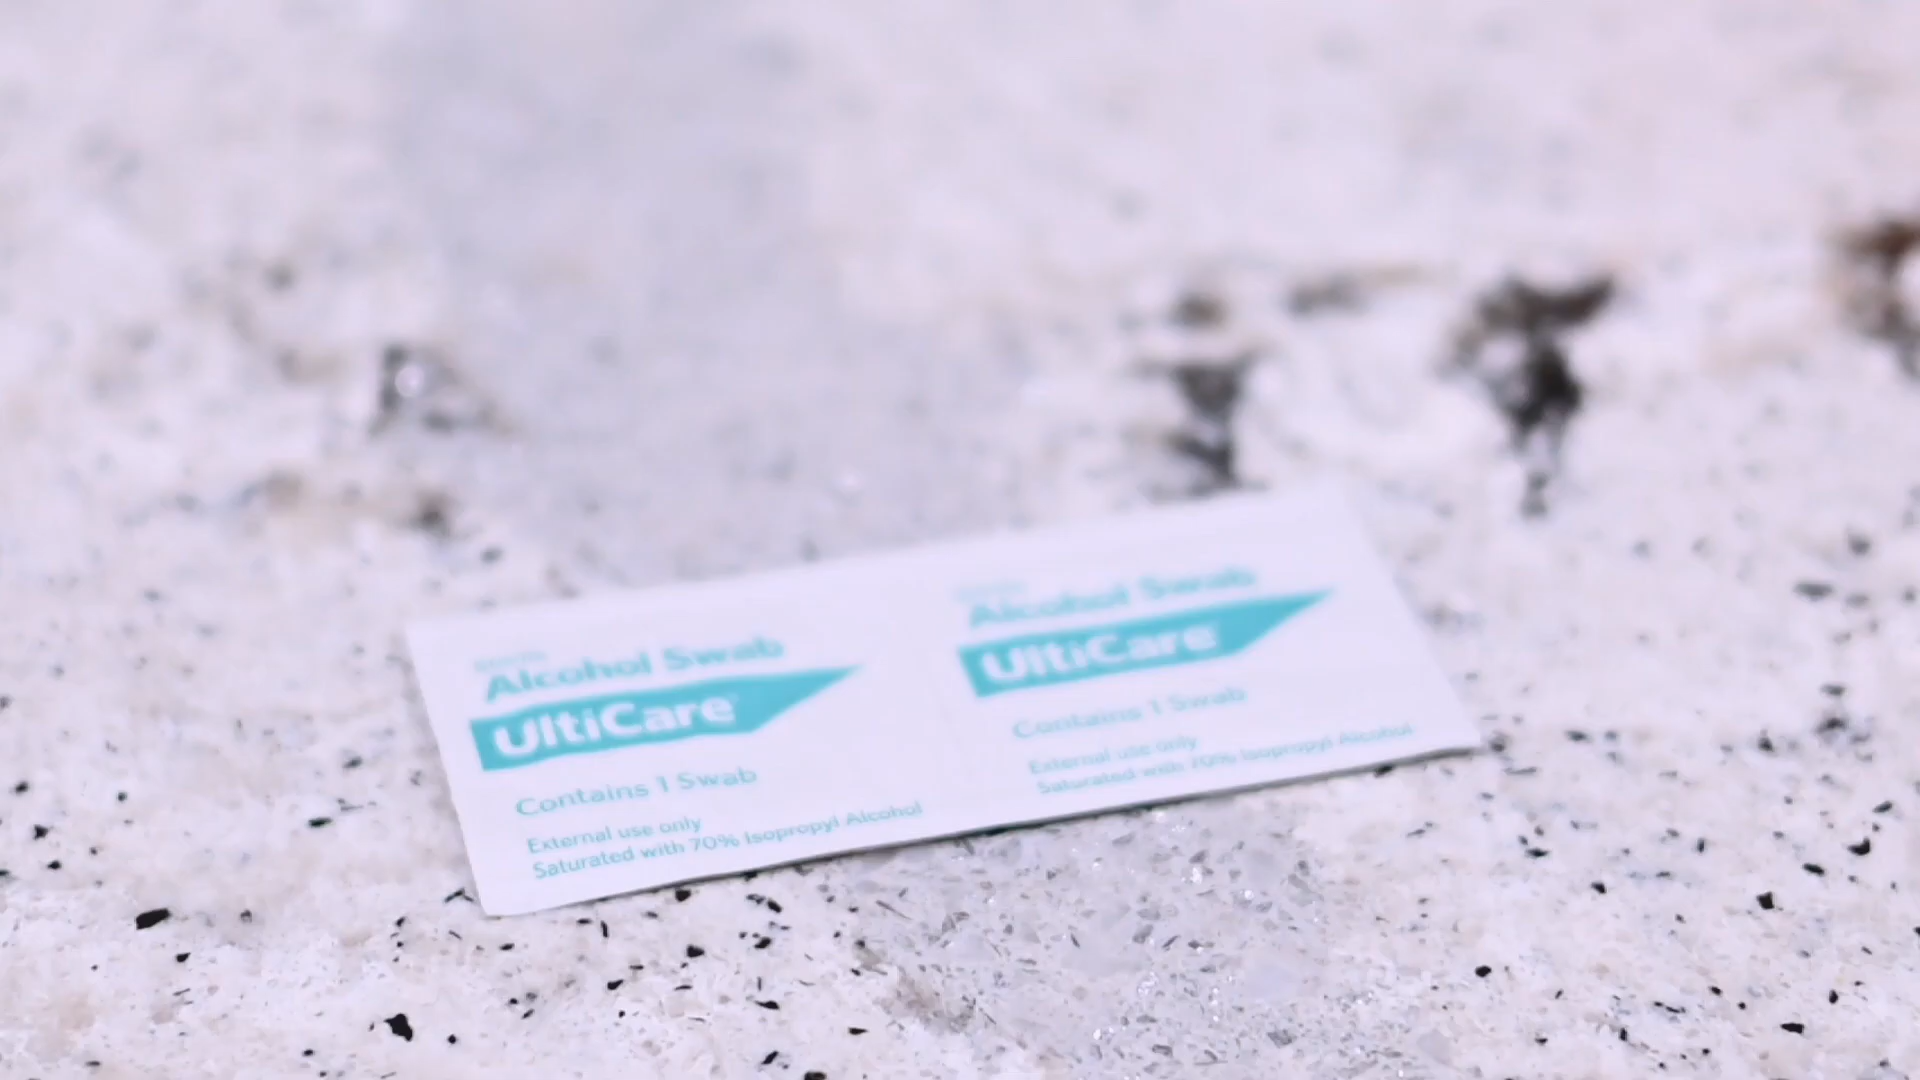 Alcohol Swab
UltiCare
Contains 1 Swab
External use only
Saturated with 70% Isopropyl Alcohol
Alcohol Swab
UltiCare
Contains 1 Swab
External use only
Saturated with 70% Isopropyl Alcohol